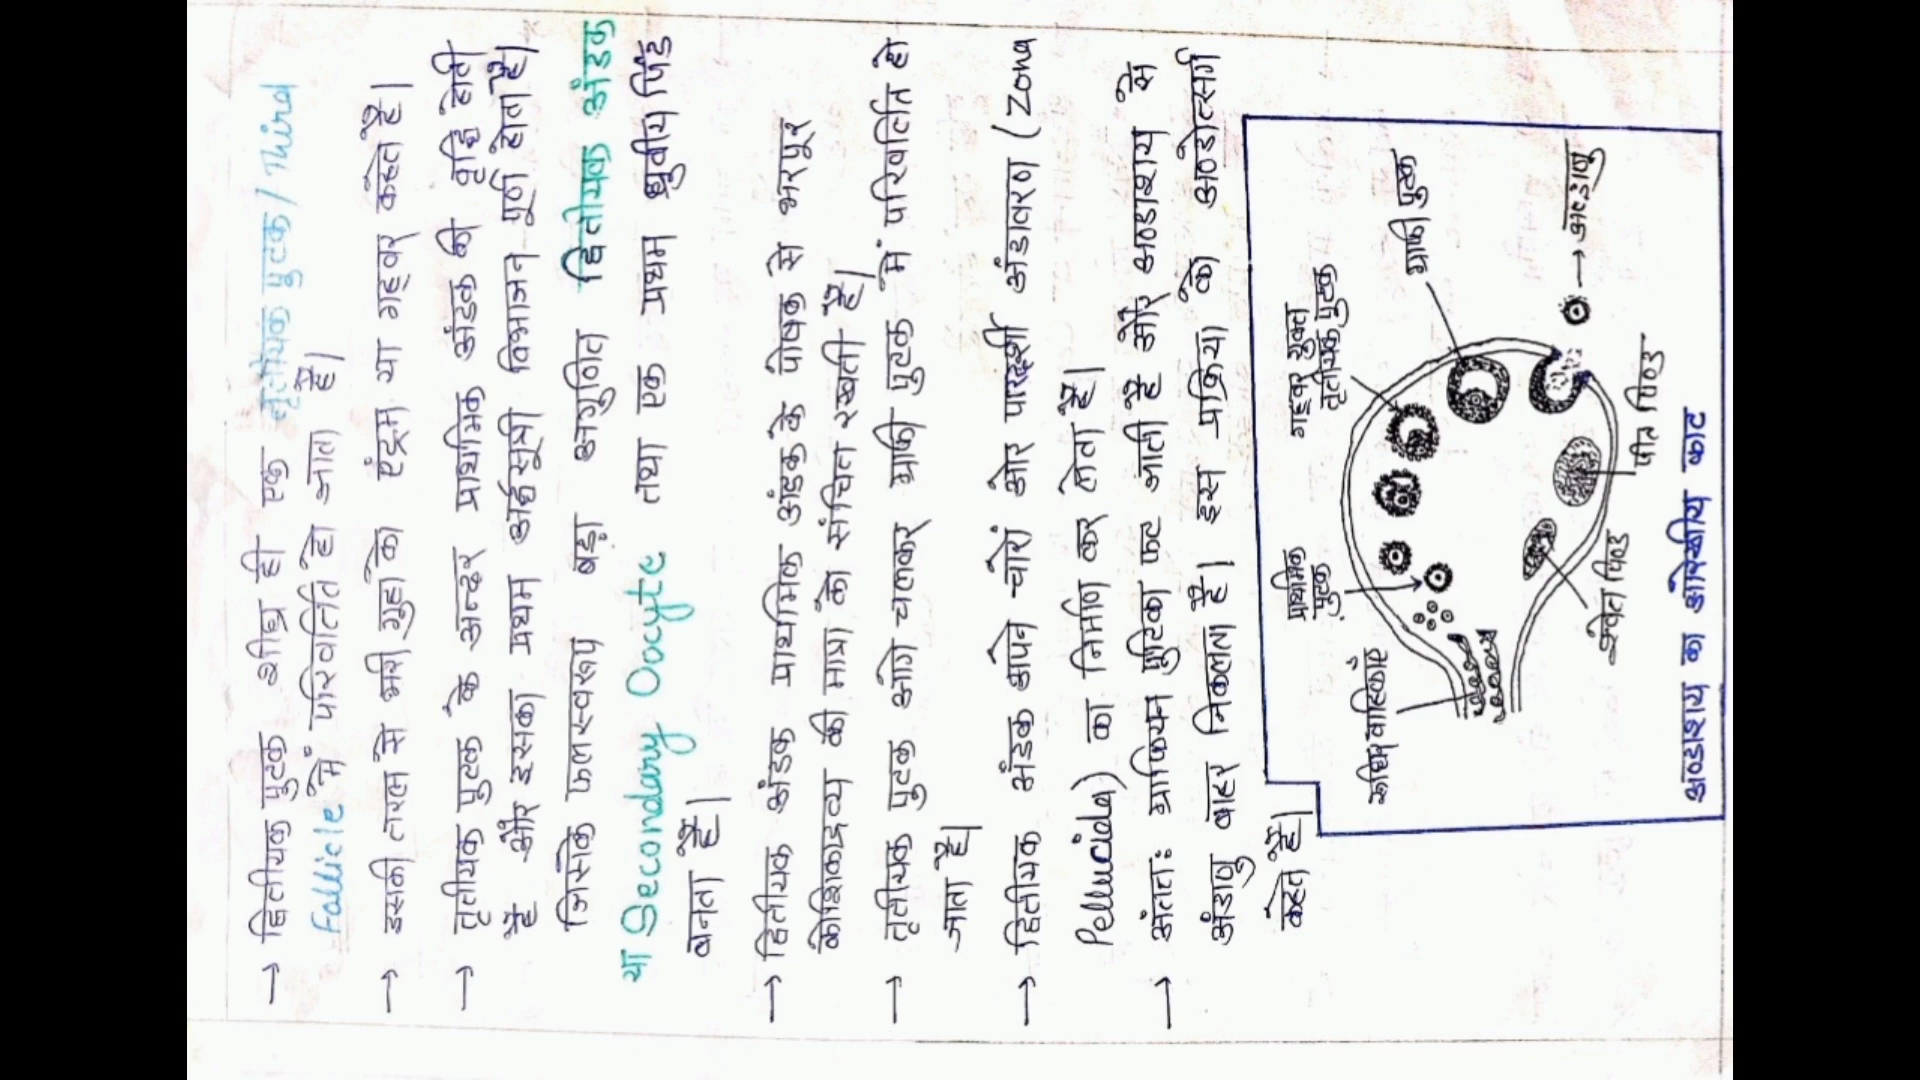 → द्वितीयक पुटक शीघ्र ही एक तृतीयक पुटक / Third
Follicle में परिवर्तित हो जाता है।
→ इसकी तरल से भरी गुहा को एंट्रम या गह्वर कहते है।
→ तृतीयक पुटक के अन्दर प्राथमिक अंडक की वृद्धि होती
है और इसका प्रथम अर्द्धसूत्री विभाजन पूर्ण होता है।
जिसके फलस्वरूप बड़ा अगुणित द्वितीयक अंडक
या Secondary Oocyte तथा एक प्रथम ध्रुवीय पिंड
बनता है।
→ द्वितीयक अंडक प्राथमिक अंडक के पोषक से भरपूर
कोशिकाद्रव्य की मात्रा को संचित रखती है।
→ तृतीयक पुटक आगे चलकर ग्राफी पुटक में परिवर्तित हो
जाता है।
→ द्वितीयक अंडक अपने चारों ओर पारदर्शी अंडावरण (Zona
Pellucida) का निर्माण कर लेता है।
→ अंततः ग्राफियन पुटिका फट जाती है और अण्डाशय से
अंडाणु बाहर निकलता है। इस प्रक्रिया को अण्डोत्सर्ग
कहते है।
रूधिर वाहिकाएँ
प्राथमिक
पुटक
गह्वर युक्त
तृतीयक पुटक
ग्राफी पुटक
→ अण्डाणु
श्वेत पिण्ड
पीत पिण्ड
अण्डाशय का आरेखीय काट